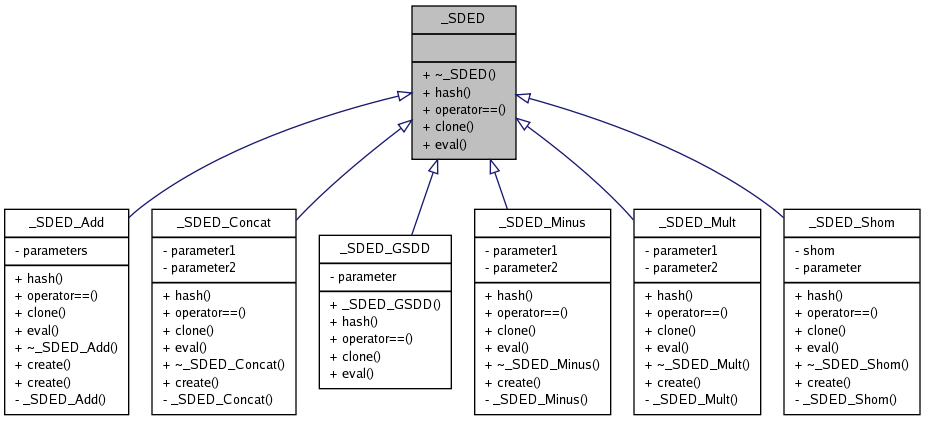 _SDED
+ ~_SDED()
+ hash()
+ operator==()
+ clone()
+ eval()
_SDED_Add
- parameters
+ hash()
+ operator==()
+ clone()
+ eval()
+ ~_SDED_Add()
+ create()
+ create()
- _SDED_Add()
_SDED_Concat
- parameter1
- parameter2
+ hash()
+ operator==()
+ clone()
+ eval()
+ ~_SDED_Concat()
+ create()
- _SDED_Concat()
_SDED_GSDD
- parameter
+ _SDED_GSDD()
+ hash()
+ operator==()
+ clone()
+ eval()
_SDED_Minus
- parameter1
- parameter2
+ hash()
+ operator==()
+ clone()
+ eval()
+ ~_SDED_Minus()
+ create()
- _SDED_Minus()
_SDED_Mult
- parameter1
- parameter2
+ hash()
+ operator==()
+ clone()
+ eval()
+ ~_SDED_Mult()
+ create()
- _SDED_Mult()
_SDED_Shom
- shom
- parameter
+ hash()
+ operator==()
+ clone()
+ eval()
+ ~_SDED_Shom()
+ create()
- _SDED_Shom()